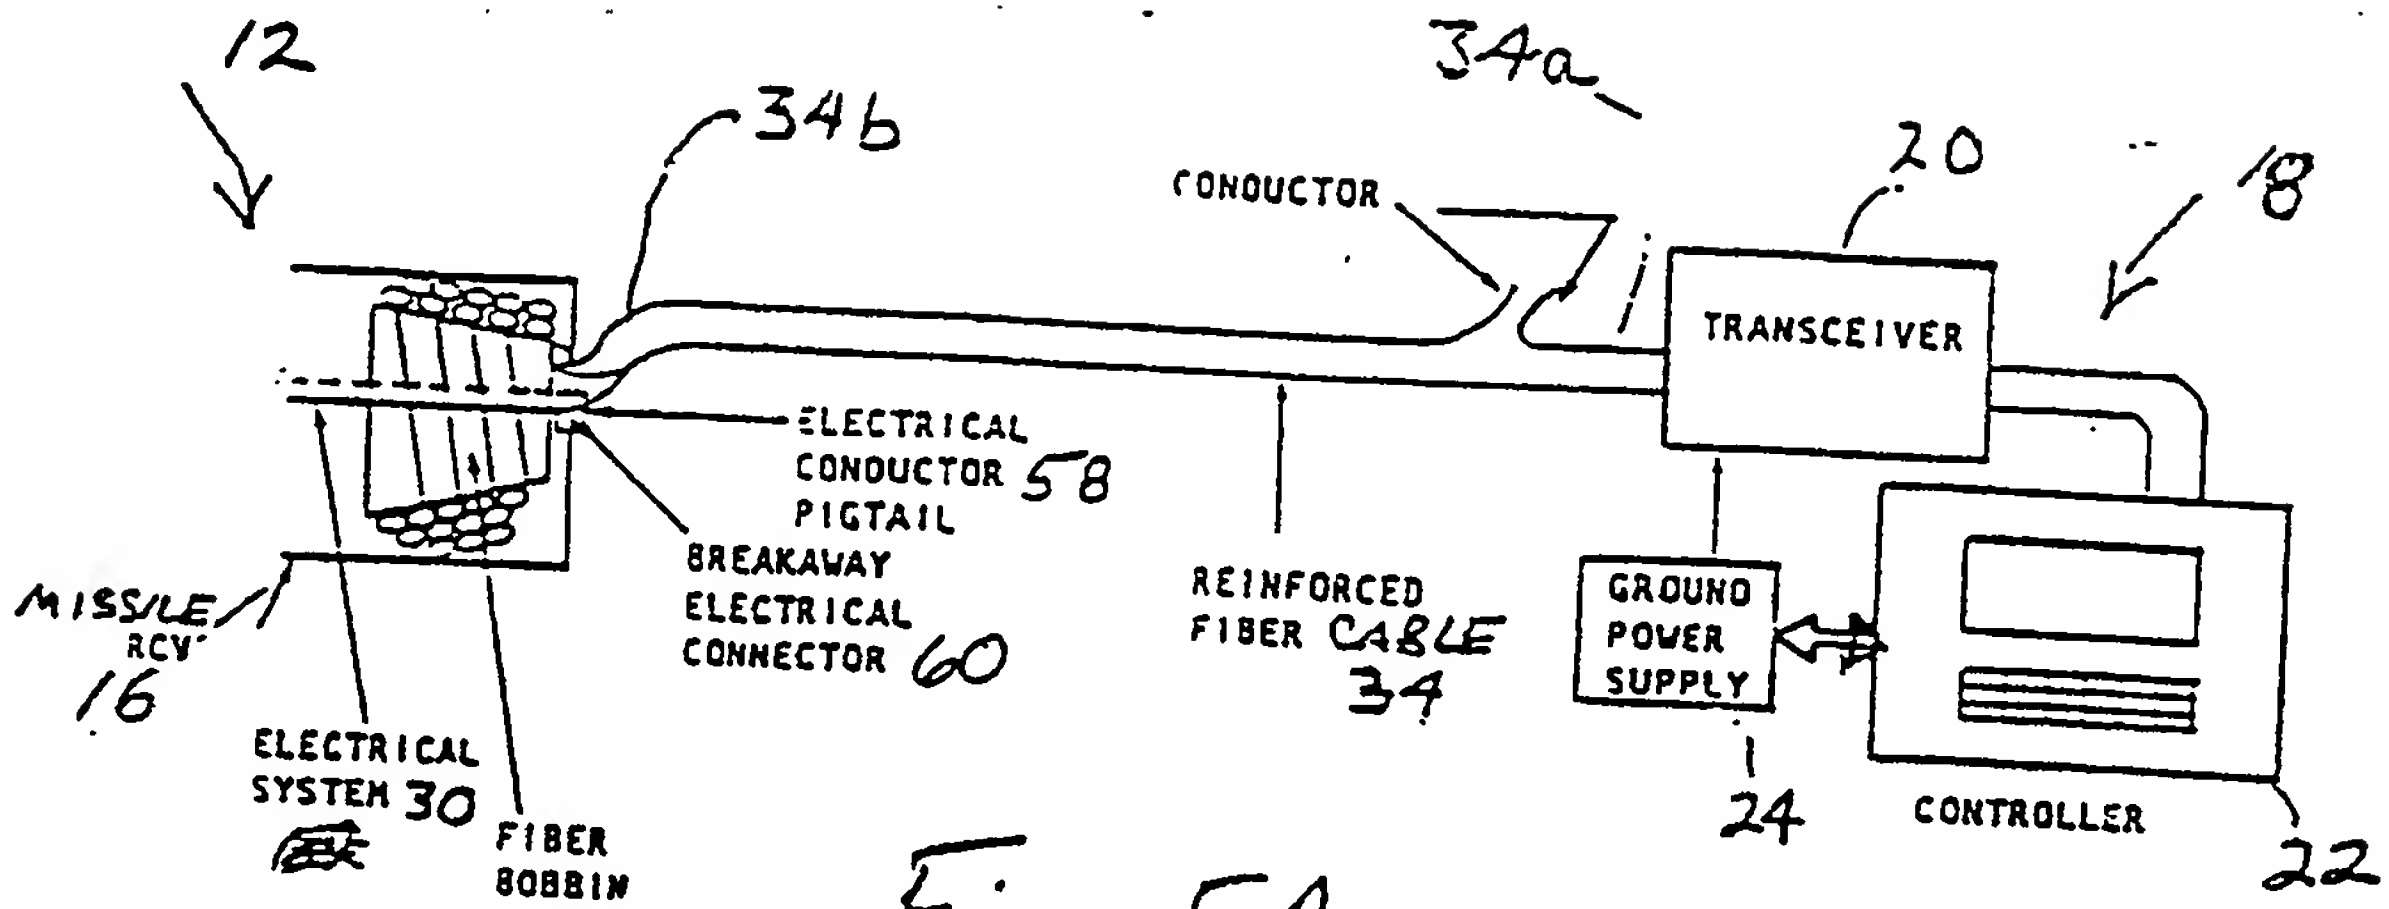 12
34a
34b
20
18
CONDUCTOR
TRANSCEIVER
ELECTRICAL
CONDUCTOR 58
PIGTAIL
BREAKAWAY
ELECTRICAL
CONNECTOR 60
REINFORCED
FIBER CABLE
34
GROUND
POWER
SUPPLY
24
CONTROLLER
22
MISSILE
RCV
16
ELECTRICAL
SYSTEM 30
FIBER
BOBBIN